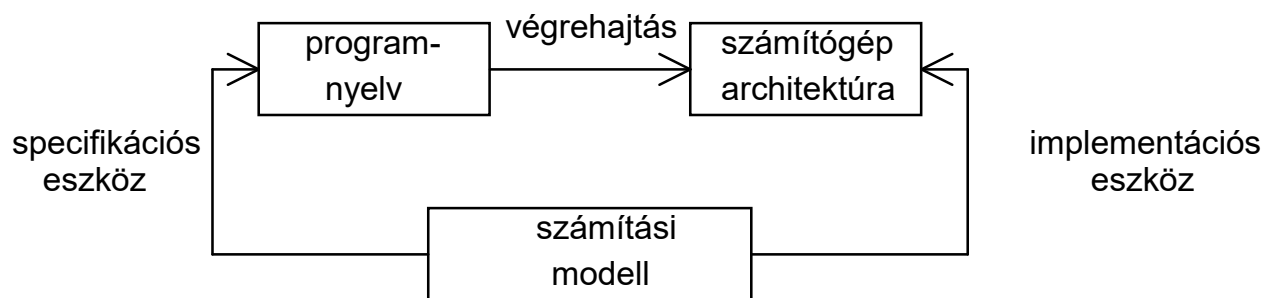 program-
nyelv
végrehajtás
számítógép
architektúra
specifikációs
eszköz
implementációs
eszköz
számítási
modell